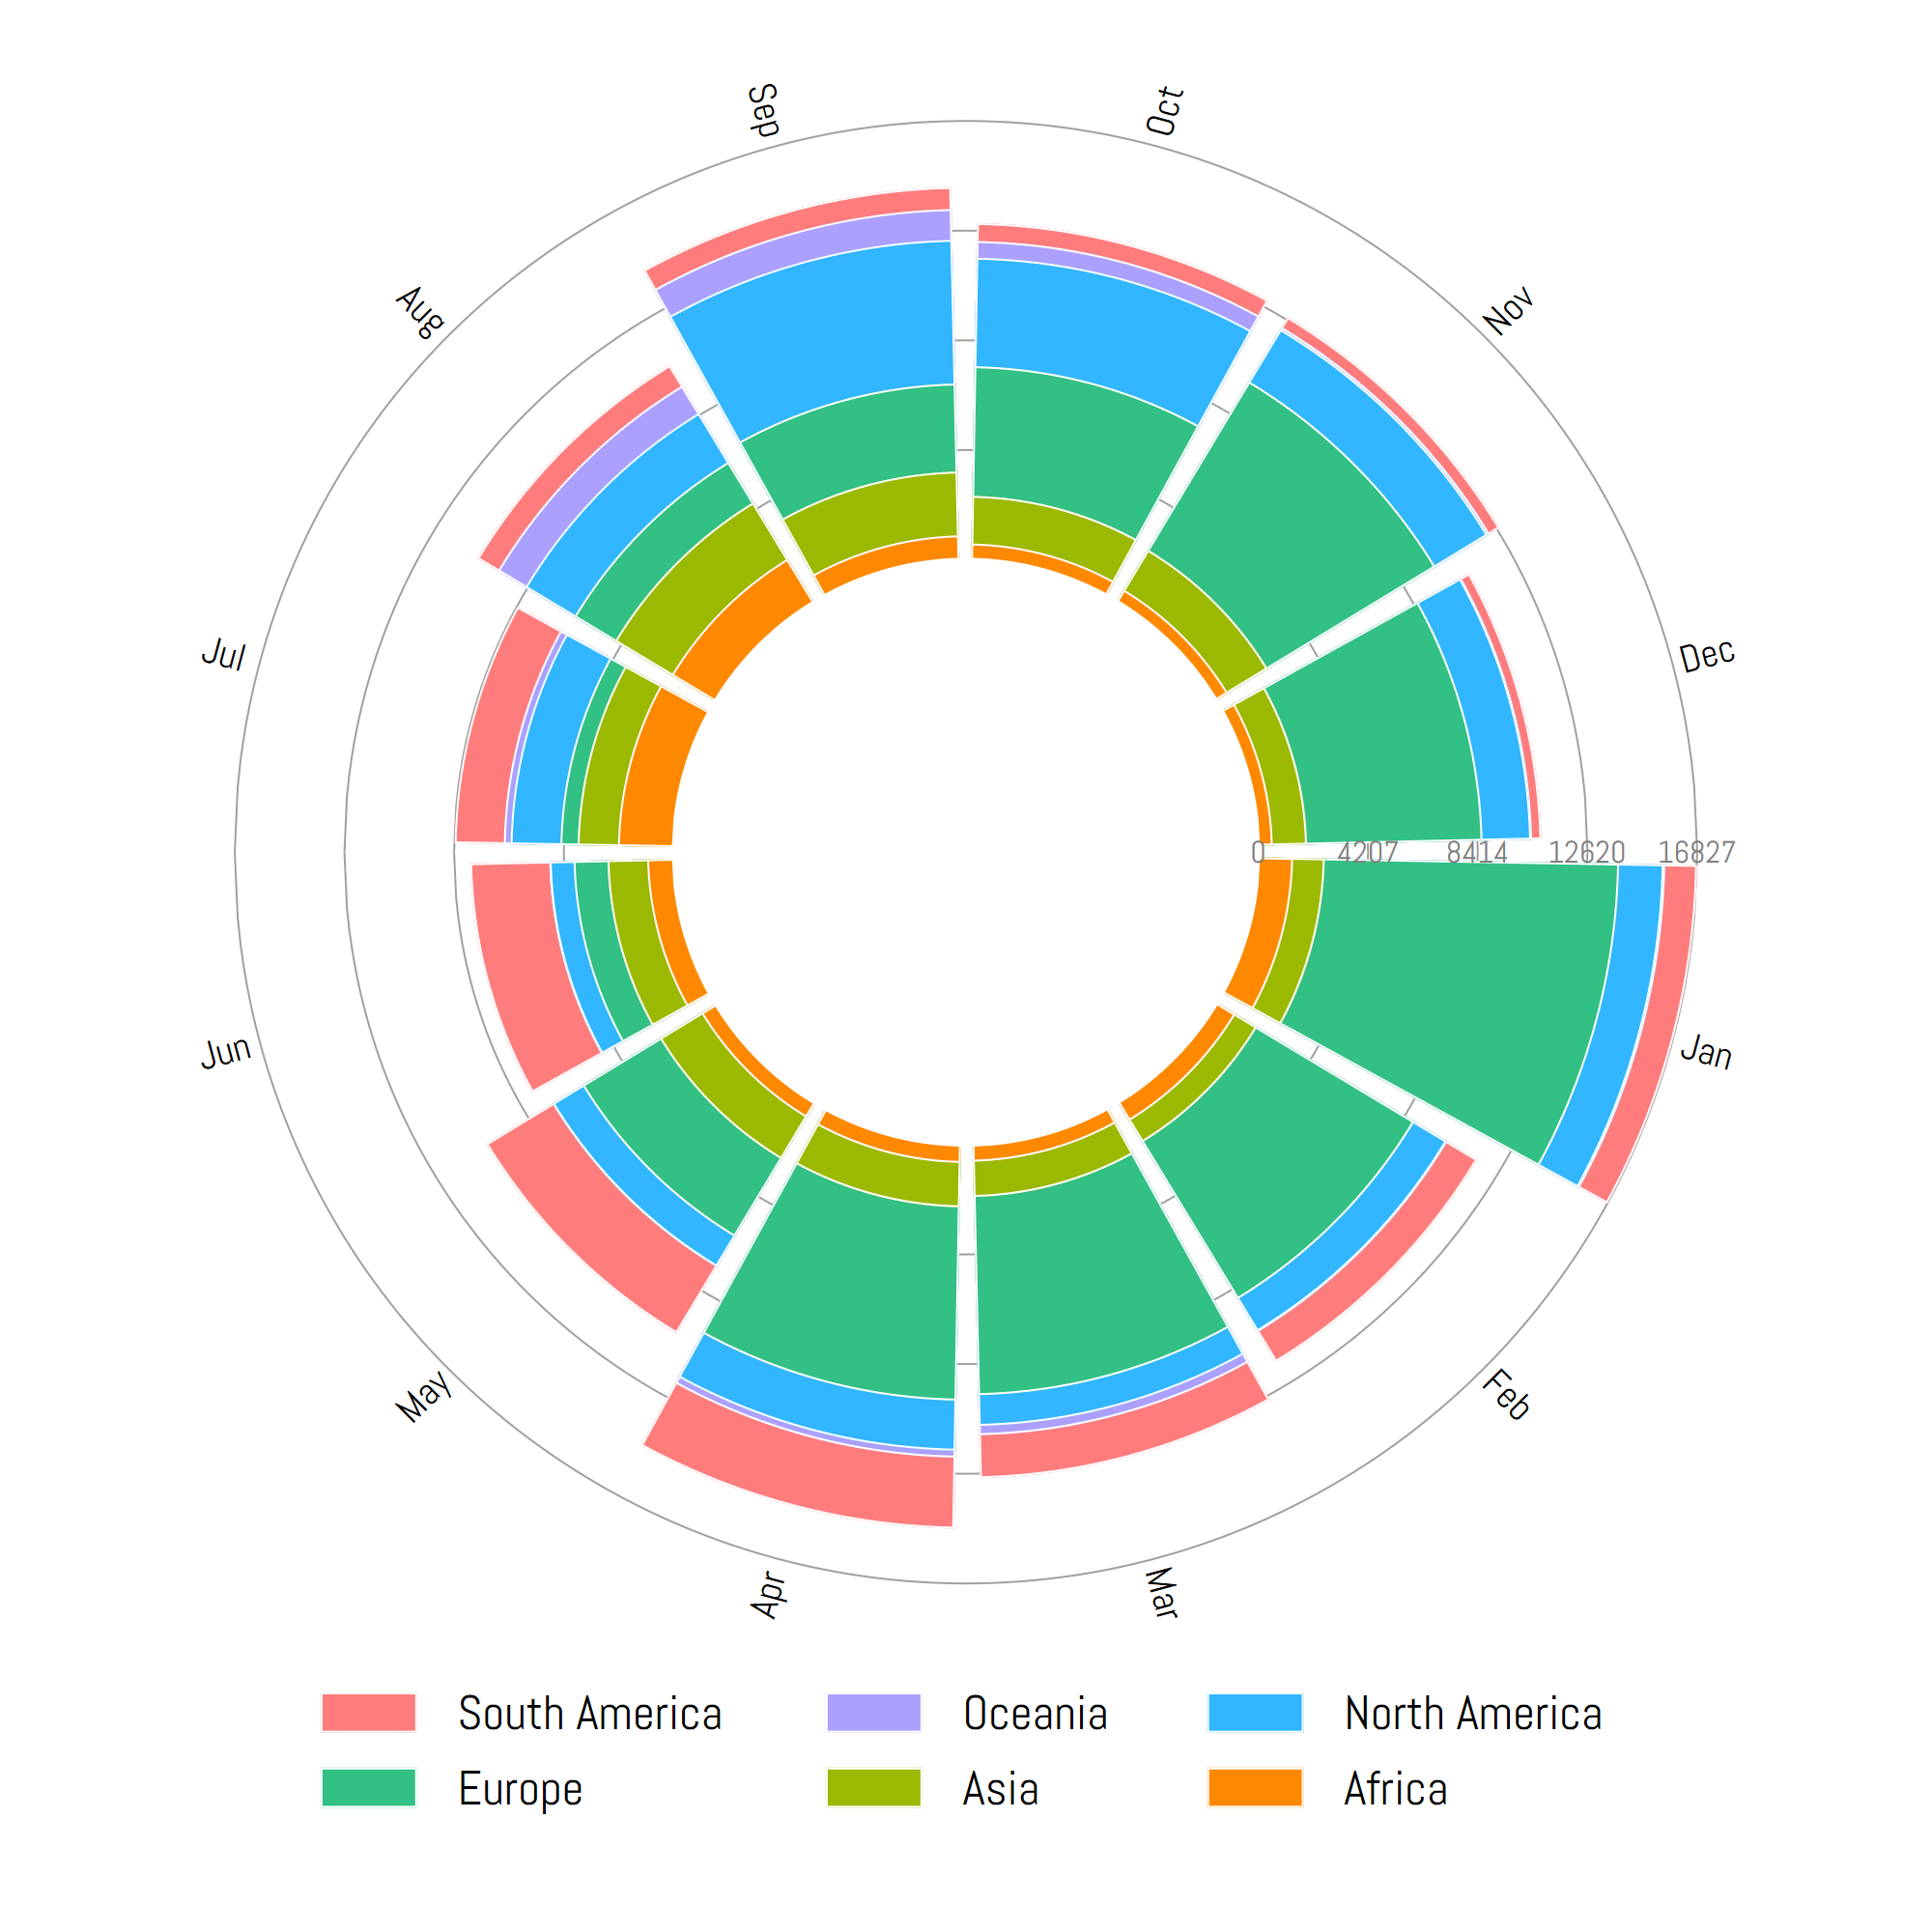 Sep
Oct
Aug
Nov
Jul
Dec
0 4207 8414 12620 16827
Jun
Jan
May
Feb
Apr
Mar
South America
Oceania
North America
Europe
Asia
Africa